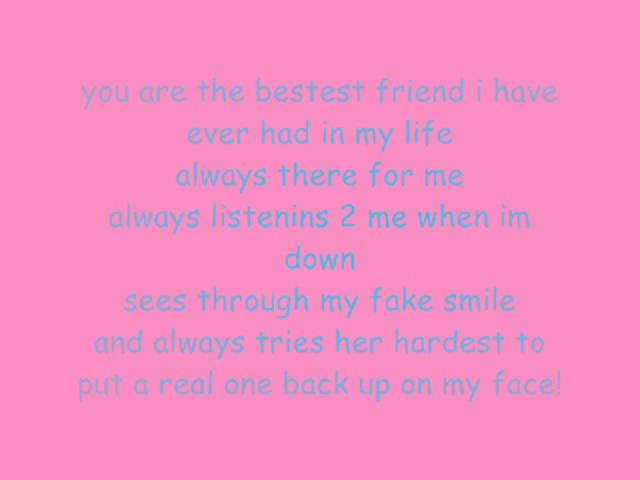 you are the bestest friend i have
ever had in my life
always there for me
always listenins 2 me when im
down
sees through my fake smile
and always tries her hardest to
put a real one back up on my face!